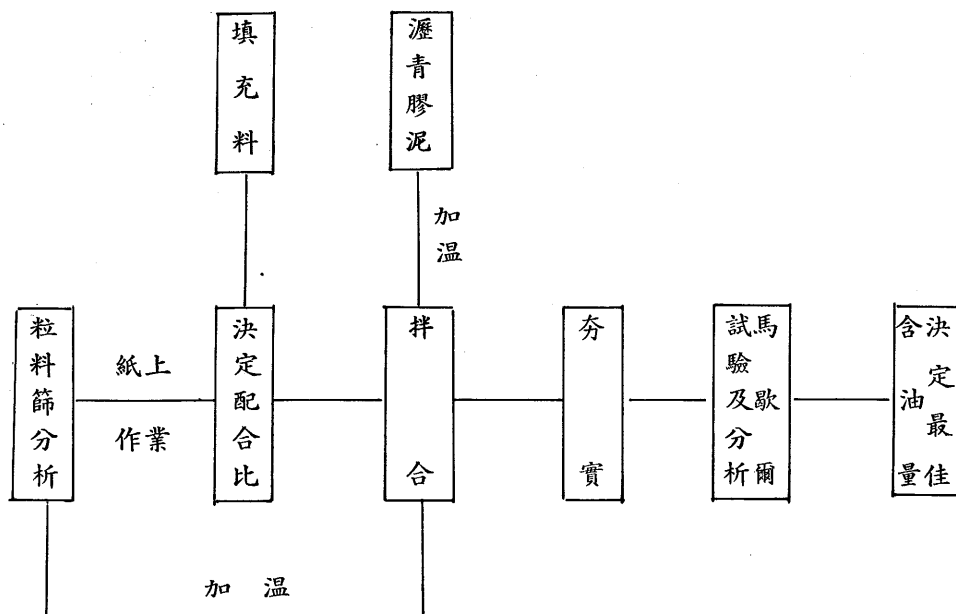 填充料
瀝青膠泥
加温
粒料篩分析
紙上
作業
決定配合比
拌合
夯實
馬歇爾
試驗及分析
決定最佳
含油量
加温